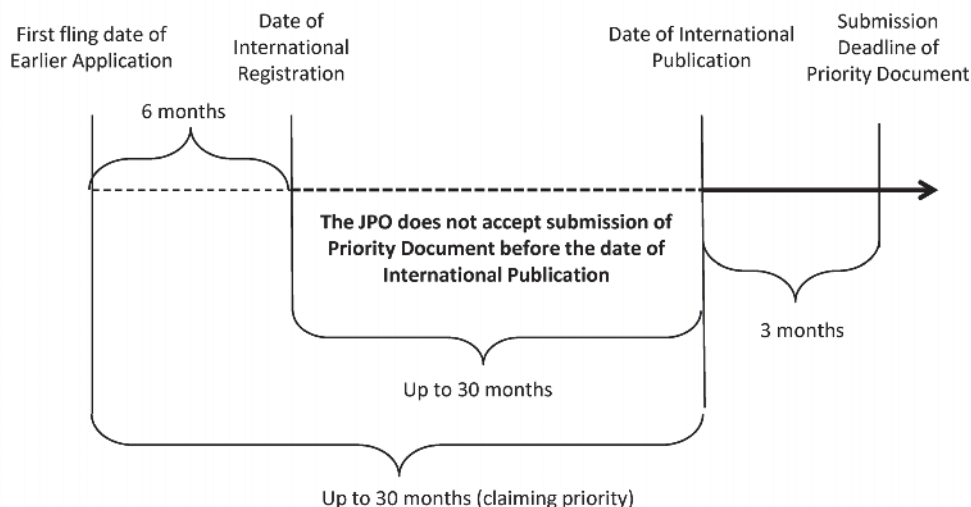 First fling date of
Earlier Application
Date of
International
Registration
Date of International
Publication
Submission
Deadline of
Priority Document
6 months
The JPO does not accept submission of
Priority Document before the date of
International Publication
3 months
Up to 30 months
Up to 30 months (claiming priority)